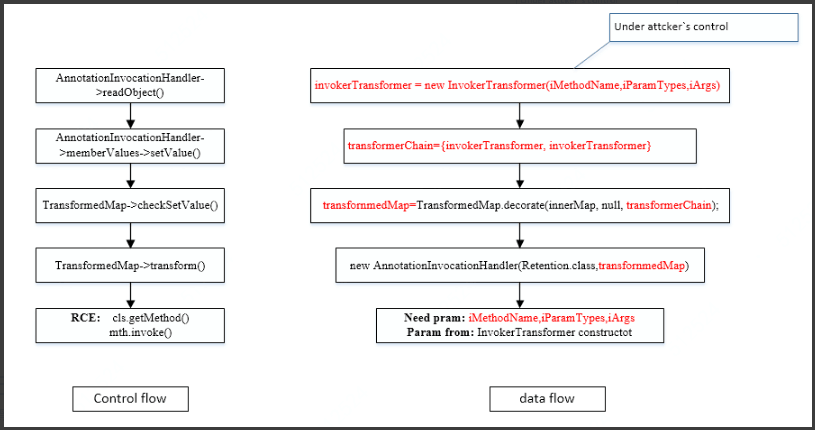 Under attcker`s control
AnnotationInvocationHandler-
>readObject()
AnnotationInvocationHandler-
>memberValues->setValue()
TransformedMap->checkSetValue()
TransformedMap->transform()
RCE: cls.getMethod()
mth.invoke()
Control flow
invokerTransformer = new InvokerTransformer(iMethodName,iParamTypes,iArgs)
transformerChain={invokerTransformer, invokerTransformer}
transfornmedMap=TransformedMap.decorate(innerMap, null, transformerChain);
new AnnotationInvocationHandler(Retention.class,transfornmedMap)
Need pram: iMethodName,iParamTypes,iArgs
Param from: InvokerTransformer constructot
data flow